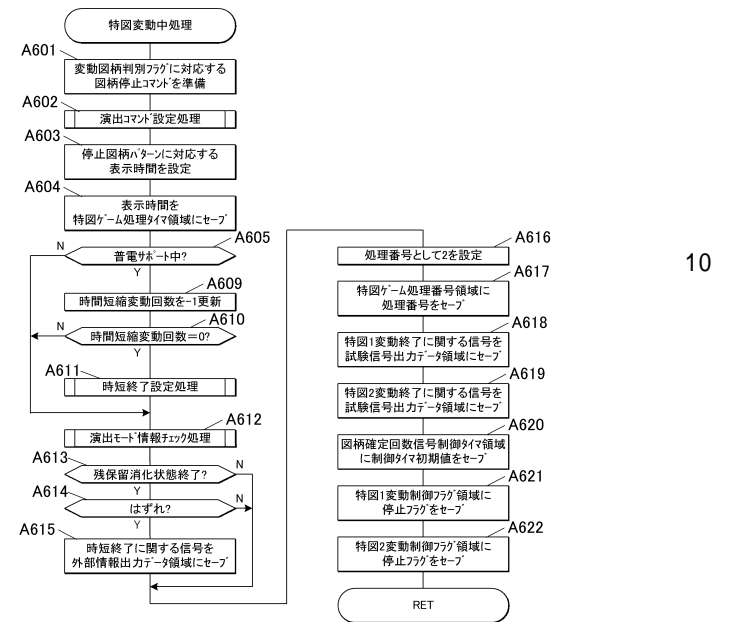 特図変動中処理
A601
変動図柄判別フラグに対応する
図柄停止コマンドを準備
A602
演出コマンド設定処理
A603
停止図柄パターンに対応する
表示時間を設定
A604
表示時間を
特図ゲーム処理タイマ領域にセーブ
A605
普電サポート中?
N
Y
A609
時間短縮変動回数を-1更新
A610
時間短縮変動回数=0?
N
Y
A611
時短終了設定処理
A612
演出モード情報チェック処理
A613
残保留消化状態終了?
N
Y
A614
はずれ?
N
Y
A615
時短終了に関する信号を
外部情報出力データ領域にセーブ
A616
処理番号として2を設定
A617
特図ゲーム処理番号領域に
処理番号をセーブ
A618
特図1変動終了に関する信号を
試験信号出力データ領域にセーブ
A619
特図2変動終了に関する信号を
試験信号出力データ領域にセーブ
A620
図柄確定回数信号制御タイマ領域
に制御タイマ初期値をセーブ
A621
特図1変動制御フラグ領域に
停止フラグをセーブ
A622
特図2変動制御フラグ領域に
停止フラグをセーブ
RET
10